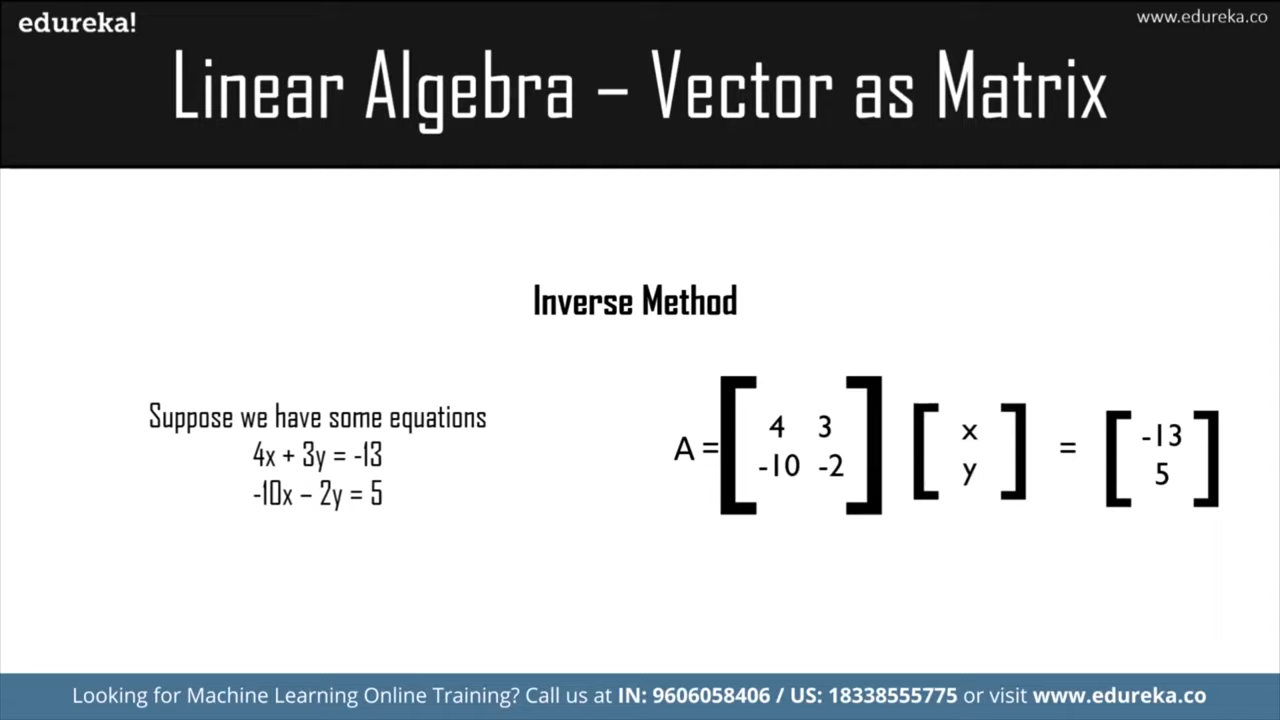 edureka!
www.edureka.co
Linear Algebra – Vector as Matrix
Inverse Method
Suppose we have some equations
4x + 3y = -13
-10x – 2y = 5
A = [ 4 3 ] [ x ] = [ -13 ]
[ -10 -2 ] [ y ] [ 5 ]
Looking for Machine Learning Online Training? Call us at IN: 9606058406 / US: 18338555775 or visit www.edureka.co